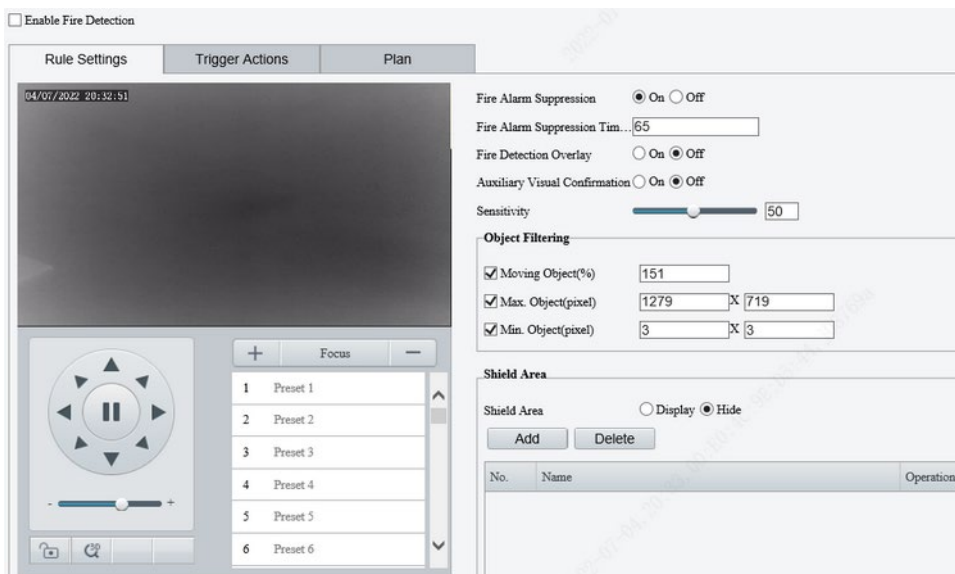 Enable Fire Detection
Rule Settings
Trigger Actions
Plan
04/07/2022 20:32:51
Fire Alarm Suppression On Off
Fire Alarm Suppression Tim... 65
Fire Detection Overlay On Off
Auxiliary Visual Confirmation On Off
Sensitivity 50
Object Filtering
Moving Object(%) 151
Max. Object(pixel) 1279 X 719
Min. Object(pixel) 3 X 3
+ Focus −
1 Preset 1
2 Preset 2
3 Preset 3
4 Preset 4
5 Preset 5
6 Preset 6
- +
3D
Shield Area
Shield Area Display Hide
Add Delete
No. Name Operation